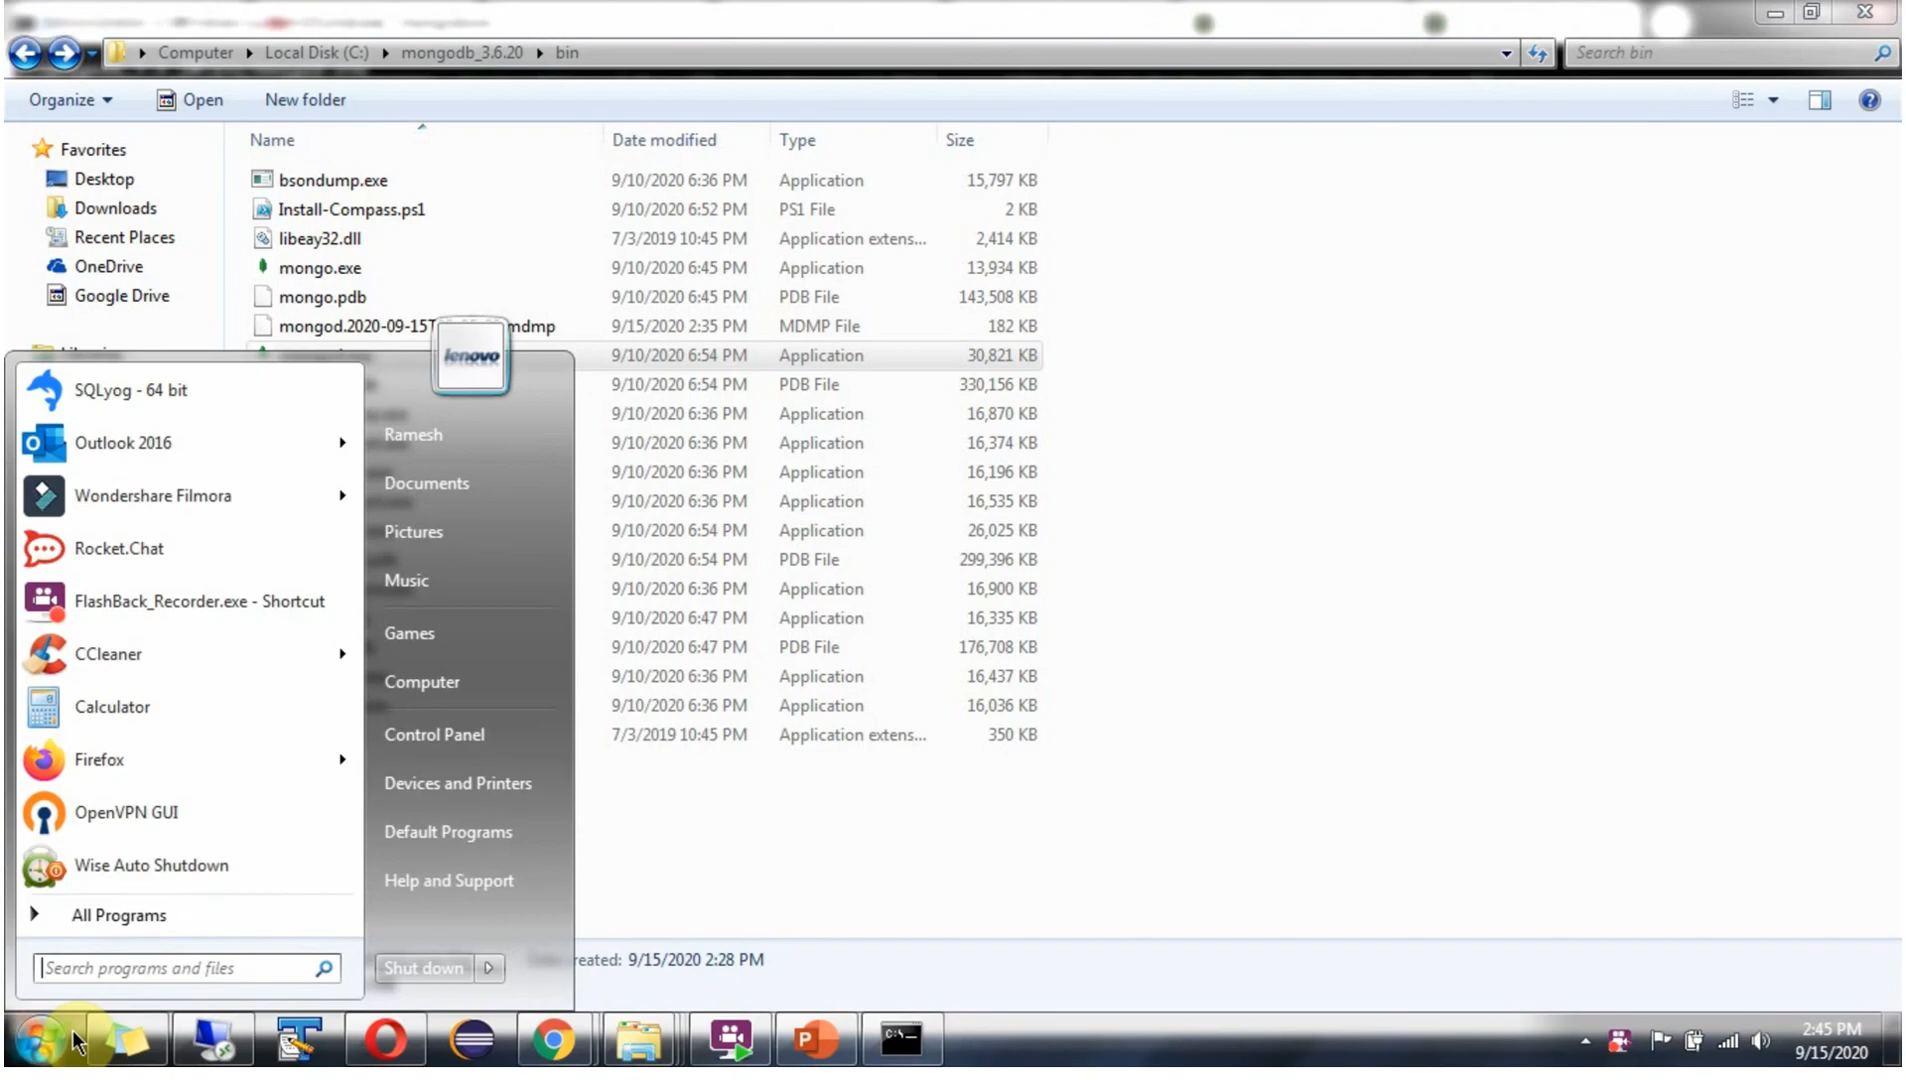 Computer Local Disk (C:) mongodb_3.6.20 bin
Search bin
Organize Open New folder
Name Date modified Type Size
Favorites
Desktop
Downloads
Recent Places
OneDrive
Google Drive
bsondump.exe 9/10/2020 6:36 PM Application 15,797 KB
Install-Compass.ps1 9/10/2020 6:52 PM PS1 File 2 KB
libeay32.dll 7/3/2019 10:45 PM Application extens... 2,414 KB
mongo.exe 9/10/2020 6:45 PM Application 13,934 KB
mongo.pdb 9/10/2020 6:45 PM PDB File 143,508 KB
mongod.2020-09-15T mdmp 9/15/2020 2:35 PM MDMP File 182 KB
9/10/2020 6:54 PM Application 30,821 KB
9/10/2020 6:54 PM PDB File 330,156 KB
9/10/2020 6:36 PM Application 16,870 KB
9/10/2020 6:36 PM Application 16,374 KB
9/10/2020 6:36 PM Application 16,196 KB
9/10/2020 6:36 PM Application 16,535 KB
9/10/2020 6:54 PM Application 26,025 KB
9/10/2020 6:54 PM PDB File 299,396 KB
9/10/2020 6:36 PM Application 16,900 KB
9/10/2020 6:47 PM Application 16,335 KB
9/10/2020 6:47 PM PDB File 176,708 KB
9/10/2020 6:36 PM Application 16,437 KB
9/10/2020 6:36 PM Application 16,036 KB
7/3/2019 10:45 PM Application extens... 350 KB
SQLyog - 64 bit
Outlook 2016
Wondershare Filmora
Rocket.Chat
FlashBack_Recorder.exe - Shortcut
CCleaner
Calculator
Firefox
OpenVPN GUI
Wise Auto Shutdown
All Programs
Search programs and files
lenovo
Ramesh
Documents
Pictures
Music
Games
Computer
Control Panel
Devices and Printers
Default Programs
Help and Support
Shut down
reated: 9/15/2020 2:28 PM
2:45 PM
9/15/2020